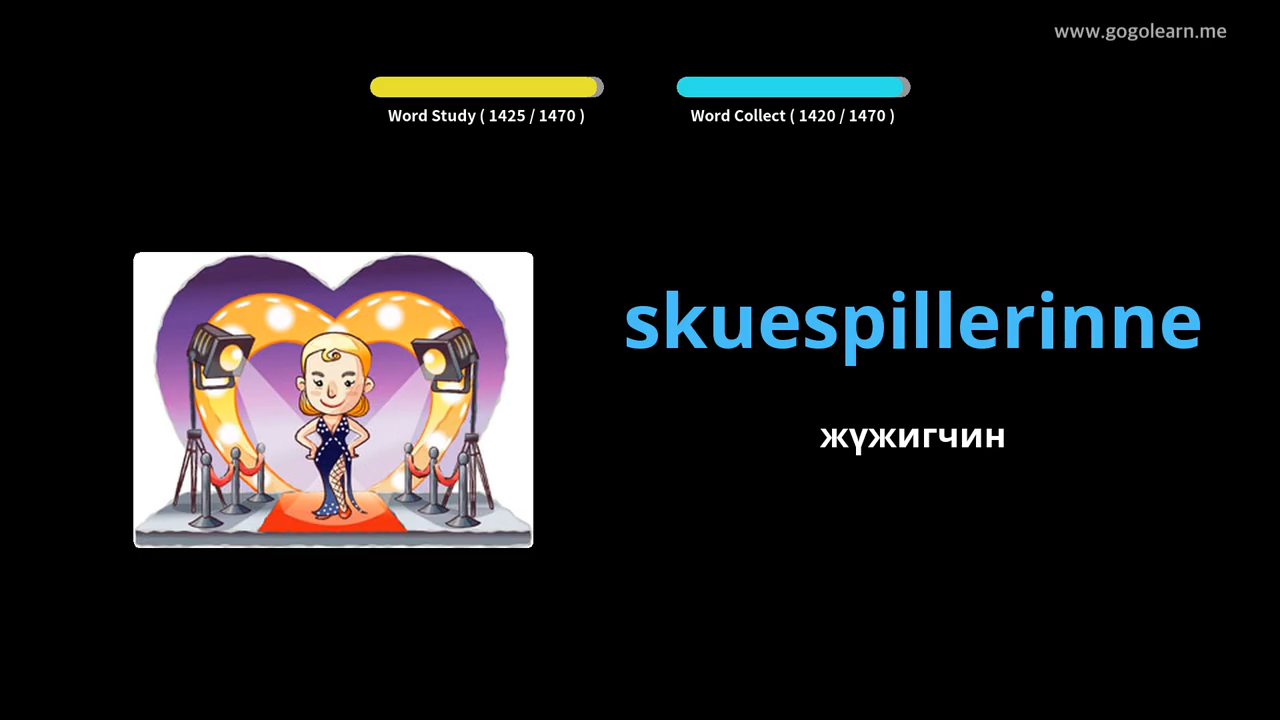 www.gogolearn.me
Word Study ( 1425 / 1470 )
Word Collect ( 1420 / 1470 )
skuespillerinne
жүжигчин